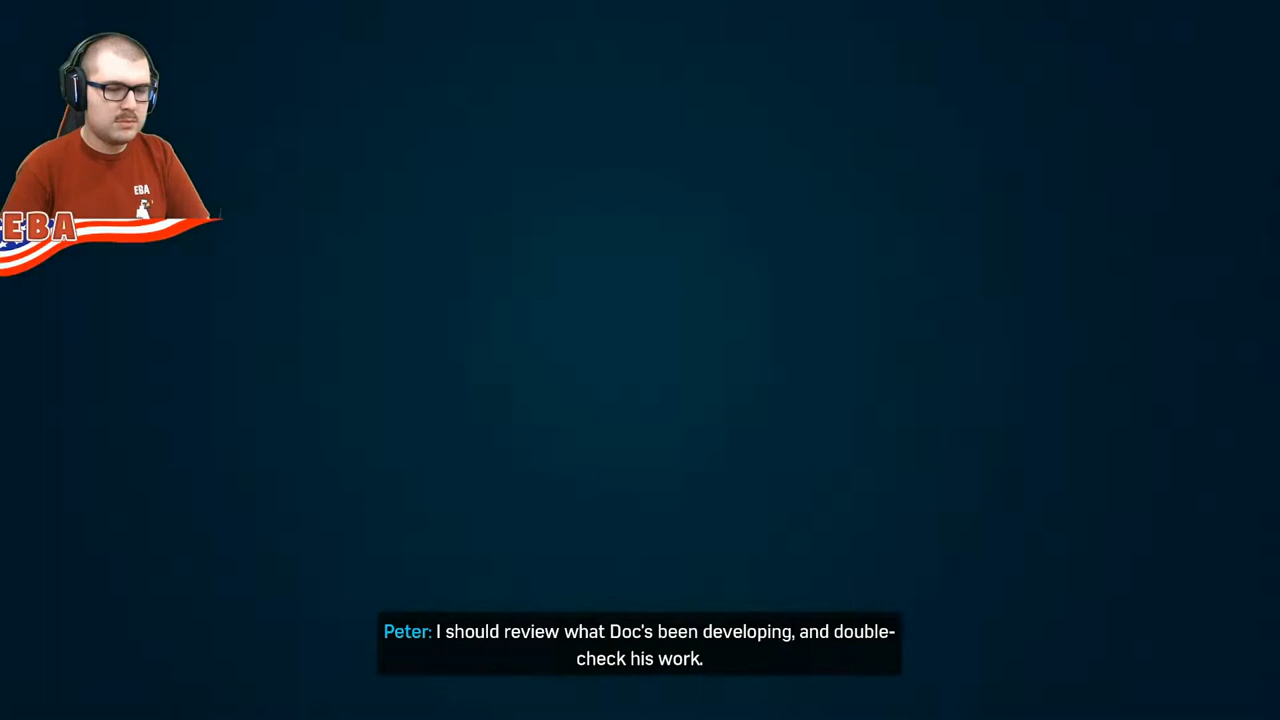 EBA
EBA
Peter: I should review what Doc's been developing, and double-
check his work.